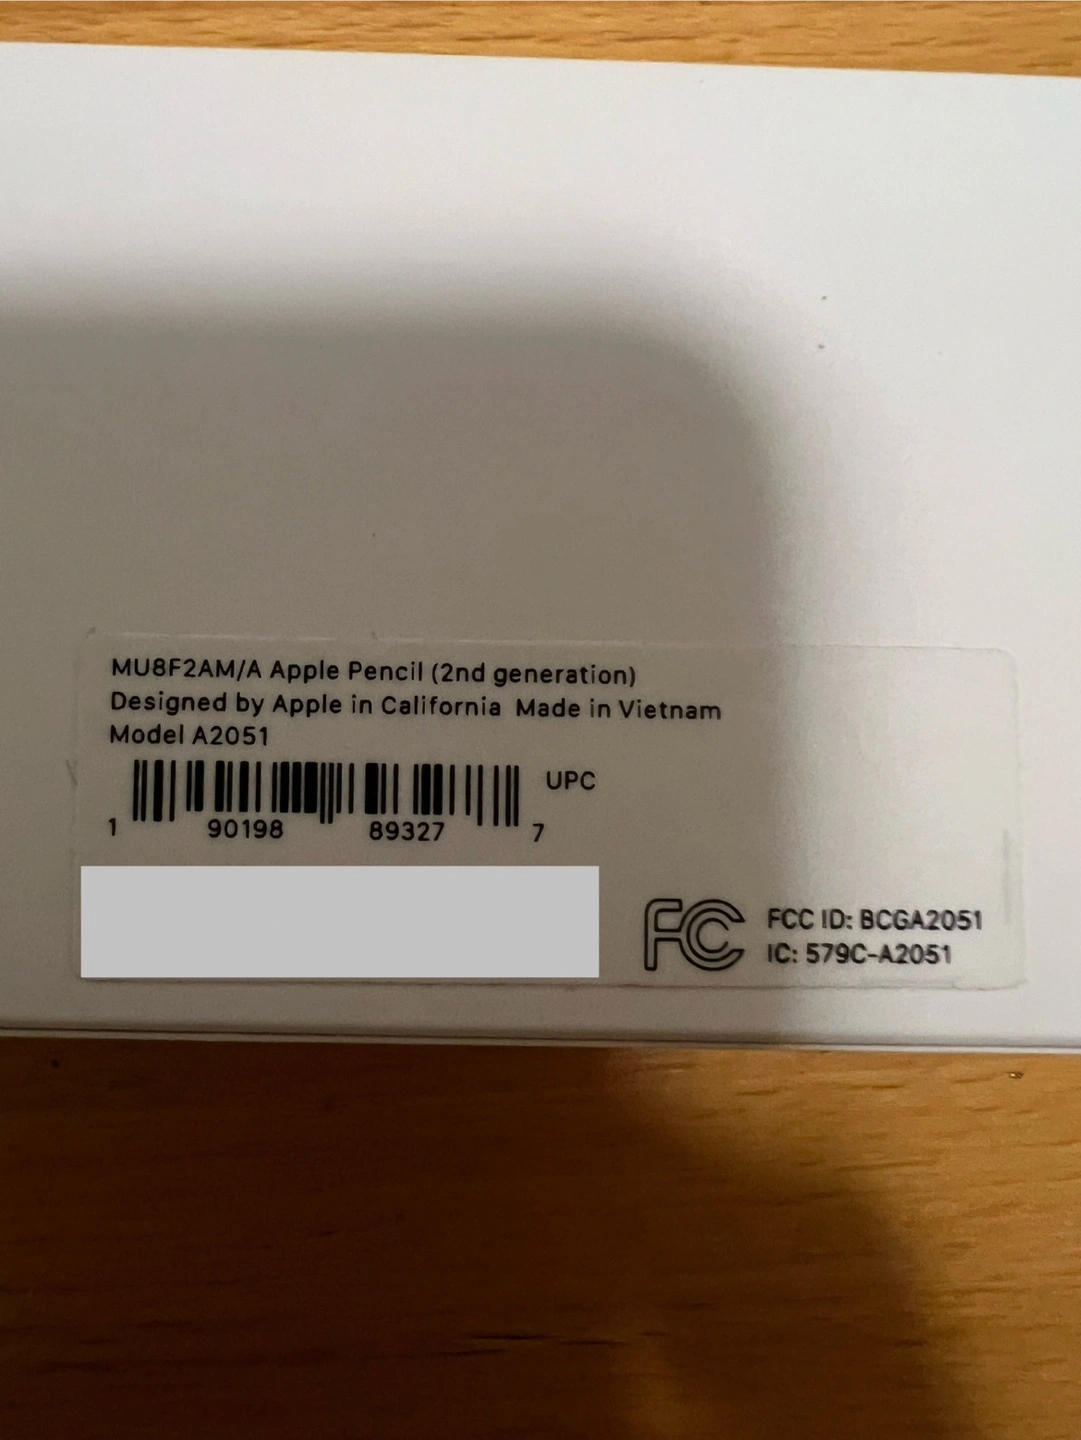 MU8F2AM/A Apple Pencil (2nd generation)
Designed by Apple in California Made in Vietnam
Model A2051
UPC
1 90198 89327 7
FC FCC ID: BCGA2051
IC: 579C-A2051